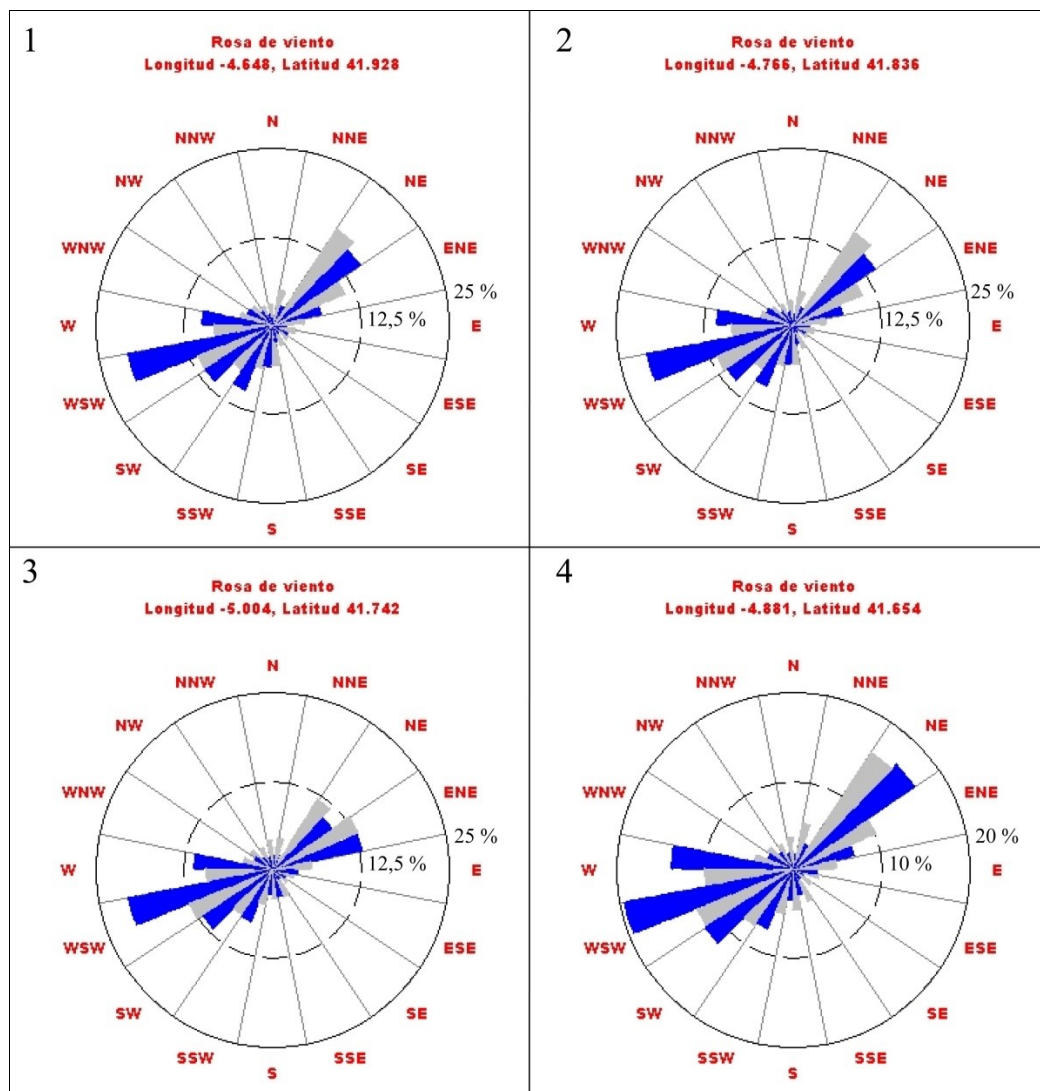 1
Rosa de viento
Longitud -4.648, Latitud 41.928
N
NNW NNE
NW NE
WNW ENE
25 %
12,5 %
W E
WSW ESE
SW SE
SSW SSE
S
2
Rosa de viento
Longitud -4.766, Latitud 41.836
N
NNW NNE
NW NE
WNW ENE
25 %
12,5 %
W E
WSW ESE
SW SE
SSW SSE
S
3
Rosa de viento
Longitud -5.004, Latitud 41.742
N
NNW NNE
NW NE
WNW ENE
25 %
12,5 %
W E
WSW ESE
SW SE
SSW SSE
S
4
Rosa de viento
Longitud -4.881, Latitud 41.654
N
NNW NNE
NW NE
WNW ENE
20 %
10 %
W E
WSW ESE
SW SE
SSW SSE
S